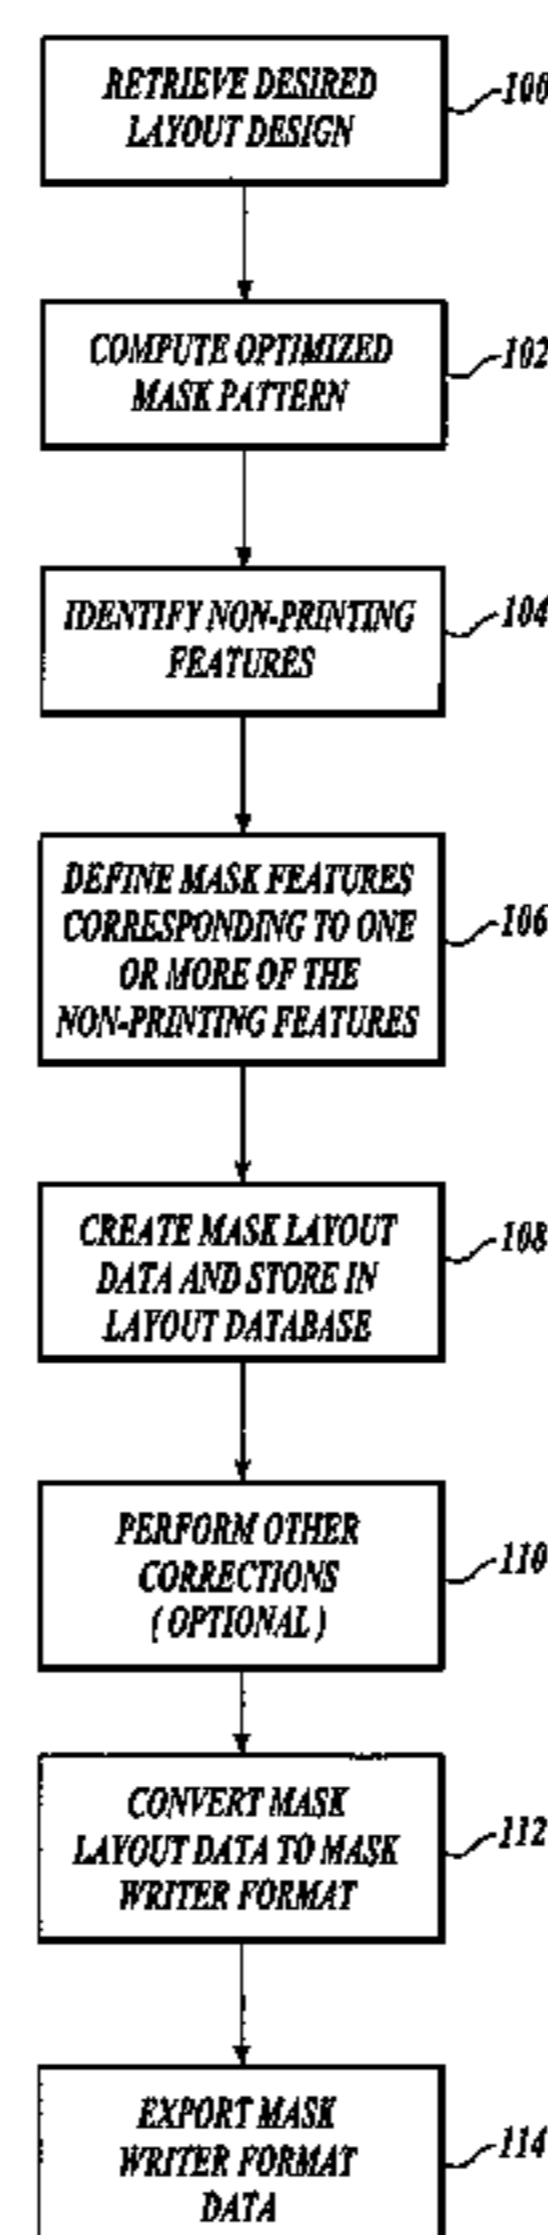 RETRIEVE DESIRED
LAYOUT DESIGN
100
COMPUTE OPTIMIZED
MASK PATTERN
102
IDENTIFY NON-PRINTING
FEATURES
104
DEFINE MASK FEATURES
CORRESPONDING TO ONE
OR MORE OF THE
NON-PRINTING FEATURES
106
CREATE MASK LAYOUT
DATA AND STORE IN
LAYOUT DATABASE
108
PERFORM OTHER
CORRECTIONS
( OPTIONAL )
110
CONVERT MASK
LAYOUT DATA TO MASK
WRITER FORMAT
112
EXPORT MASK
WRITER FORMAT
DATA
114